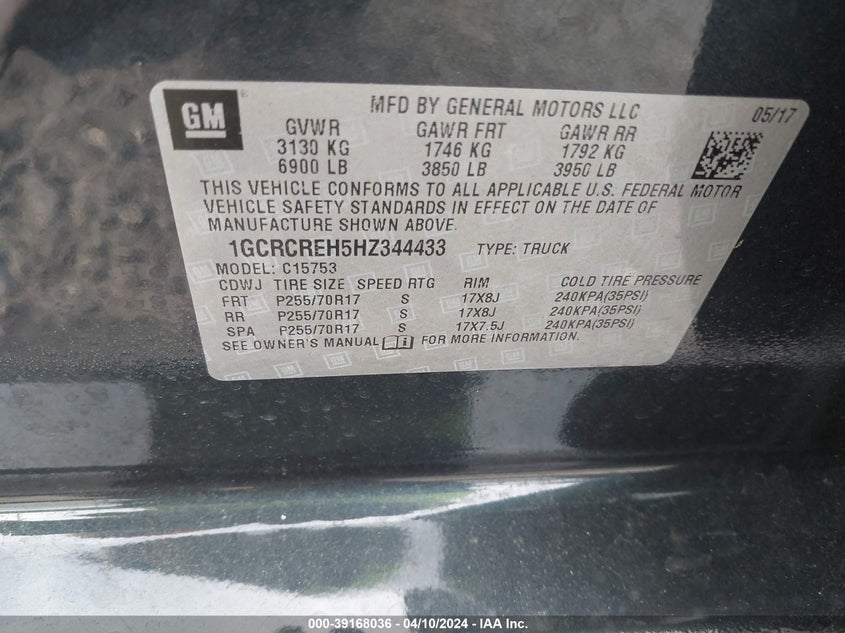 GM
®
MFD BY GENERAL MOTORS LLC
05/17
GVWR GAWR FRT GAWR RR
3130 KG 1746 KG 1792 KG
6900 LB 3850 LB 3950 LB
THIS VEHICLE CONFORMS TO ALL APPLICABLE U.S. FEDERAL MOTOR
VEHICLE SAFETY STANDARDS IN EFFECT ON THE DATE OF
MANUFACTURE SHOWN ABOVE.
1GCRCREH5HZ344433 TYPE: TRUCK
MODEL: C15753
CDWJ TIRE SIZE SPEED RTG RIM COLD TIRE PRESSURE
FRT P255/70R17 S 17X8J 240KPA(35PSI)
RR P255/70R17 S 17X8J 240KPA(35PSI)
SPA P255/70R17 S 17X7.5J 240KPA(35PSI)
SEE OWNER'S MANUAL i FOR MORE INFORMATION.
000-39168036 - 04/10/2024 - IAA Inc.